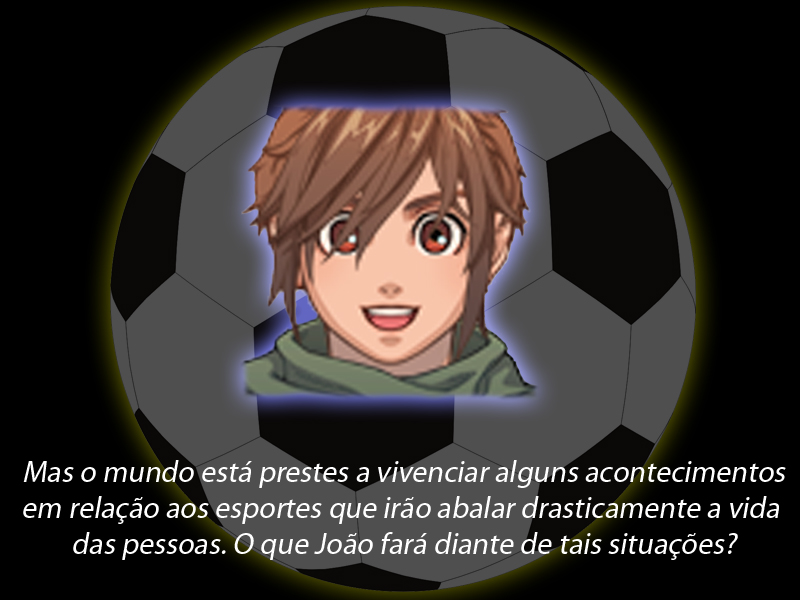 Mas o mundo está prestes a vivenciar alguns acontecimentos
em relação aos esportes que irão abalar drasticamente a vida
das pessoas. O que João fará diante de tais situações?